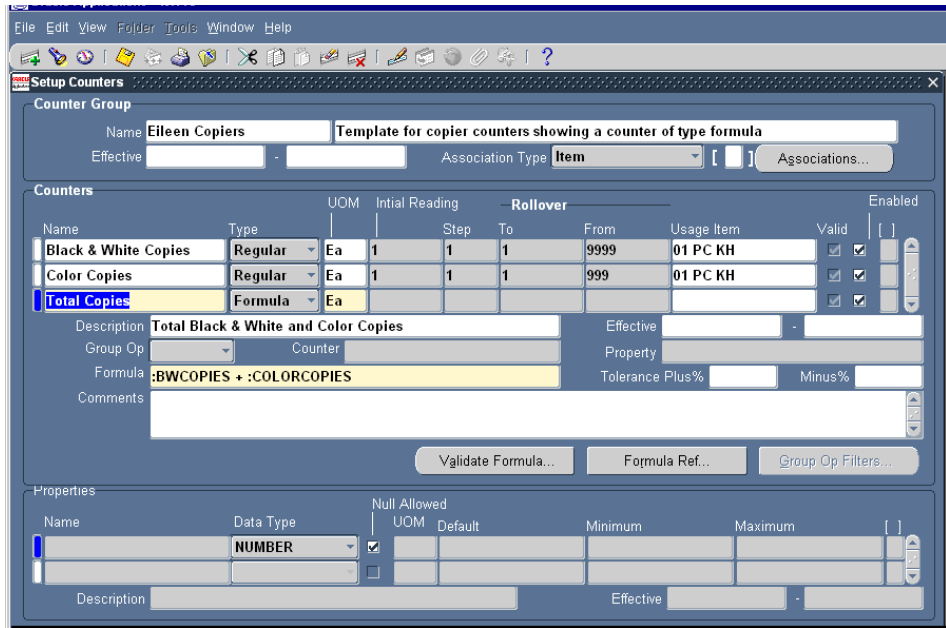 File Edit View Folder Tools Window Help
Setup Counters
Counter Group
Name Eileen Copiers Template for copier counters showing a counter of type formula
Effective - Association Type Item [ ] Associations...
Counters
UOM Intial Reading Rollover Enabled
Name Type Step To From Usage Item Valid [ ]
Black & White Copies Regular Ea 1 1 1 9999 01 PC KH
Color Copies Regular Ea 1 1 1 999 01 PC KH
Total Copies Formula Ea
Description Total Black & White and Color Copies Effective -
Group Op Counter Property
Formula :BWCOPIES + :COLORCOPIES Tolerance Plus% Minus%
Comments
Validate Formula... Formula Ref... Group Op Filters...
Properties
Null Allowed
Name Data Type UOM Default Minimum Maximum [ ]
NUMBER
Description Effective -